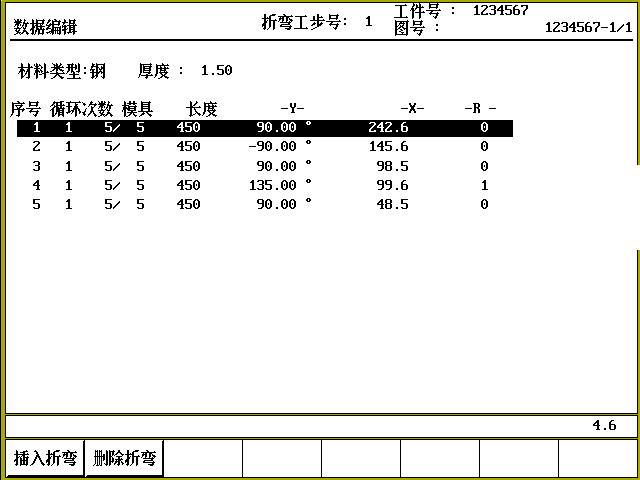 数据编辑 折弯工步号: 1 工件号 : 1234567
图号 : 1234567-1/1
材料类型:钢 厚度 : 1.50
序号 循环次数 模具 长度 -Y- -X- -R -
1 1 5/ 5 450 90.00 ° 242.6 0
2 1 5/ 5 450 -90.00 ° 145.6 0
3 1 5/ 5 450 90.00 ° 98.5 0
4 1 5/ 5 450 135.00 ° 99.6 1
5 1 5/ 5 450 90.00 ° 48.5 0
4.6
插入折弯 删除折弯